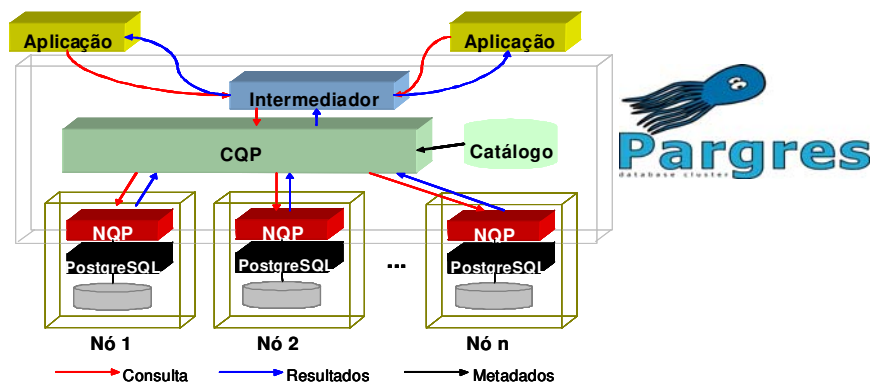 Aplicação
Aplicação
Intermediador
CQP
Catálogo
Pargres
database cluster
NQP
NQP
NQP
PostgreSQL
PostgreSQL
PostgreSQL
...
Nó 1
Nó 2
Nó n
Consulta
Resultados
Metadados